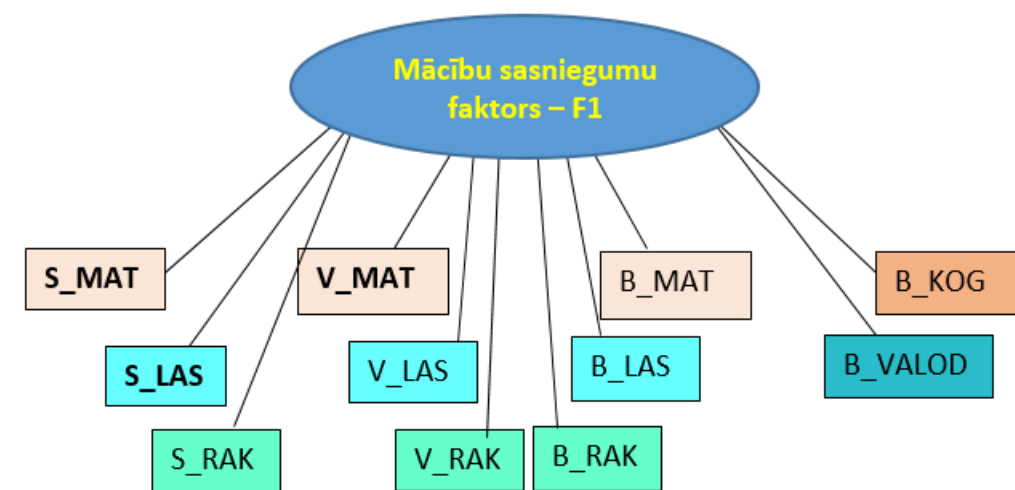 Mācību sasniegumu
faktors – F1
S_MAT
V_MAT
B_MAT
B_KOG
S_LAS
V_LAS
B_LAS
B_VALOD
S_RAK
V_RAK
B_RAK